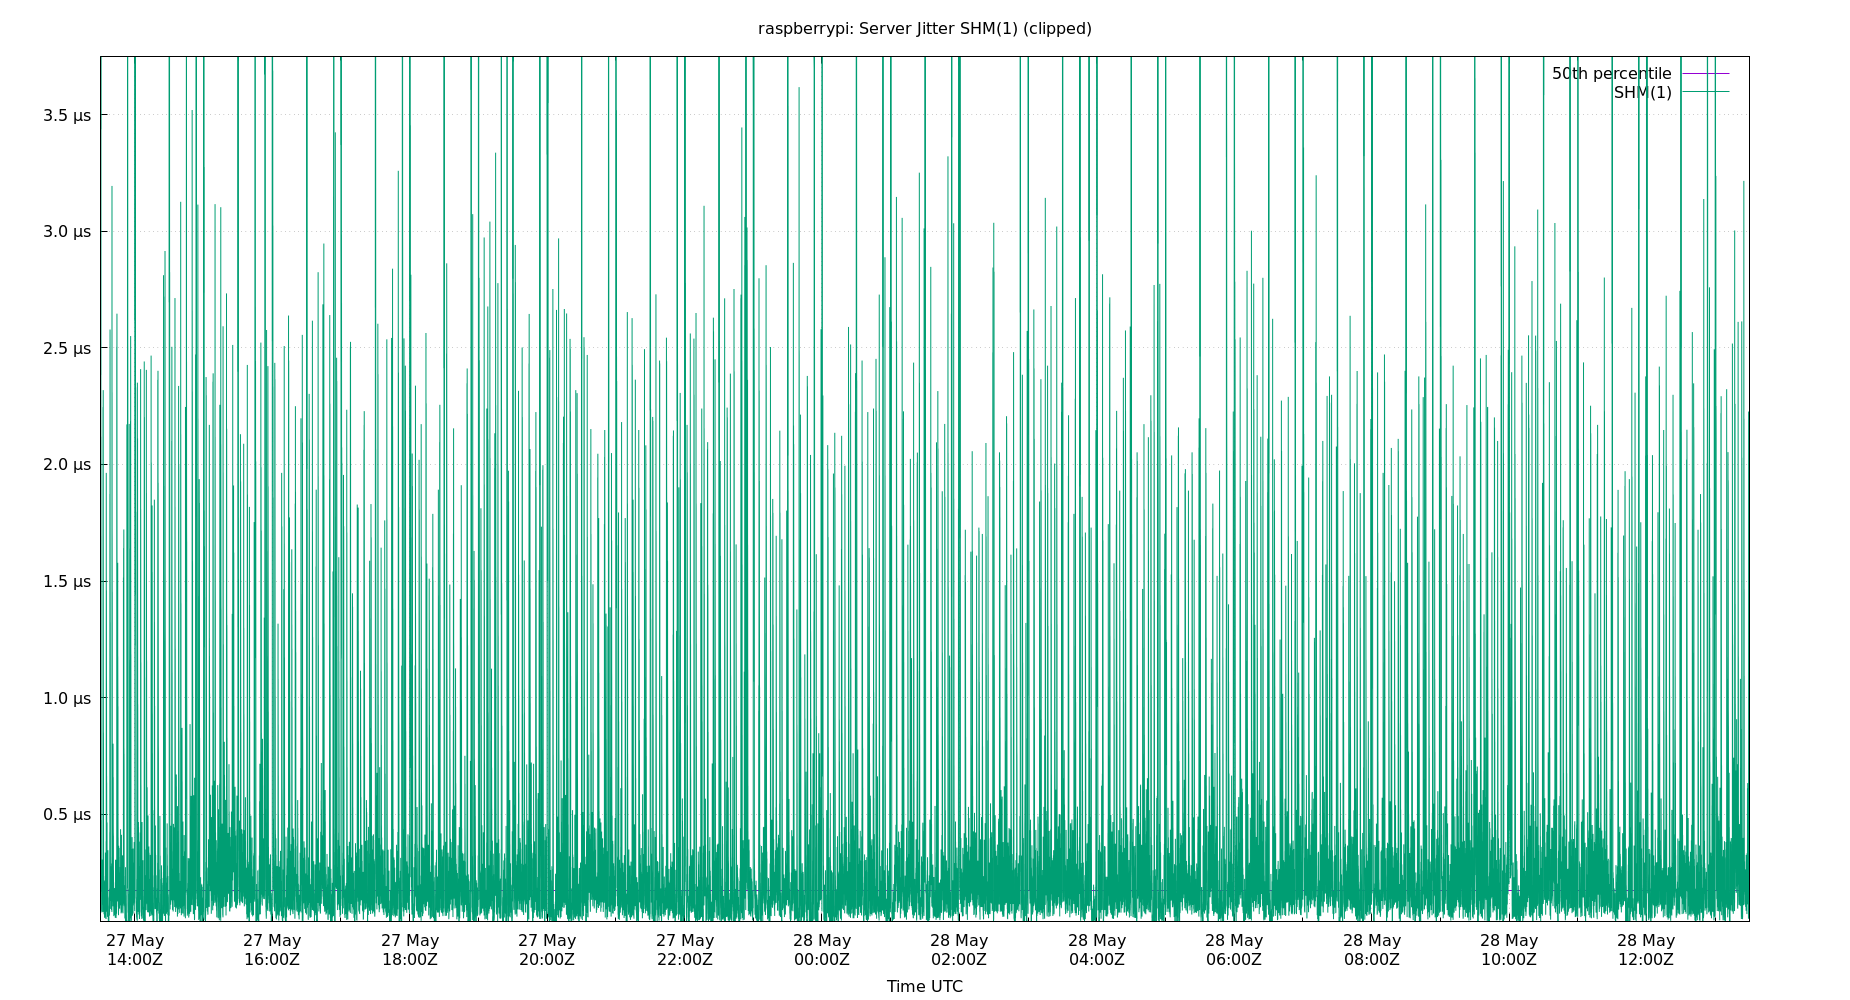 raspberrypi: Server Jitter SHM(1) (clipped)
50th percentile
SHM(1)
3.5 µs
3.0 µs
2.5 µs
2.0 µs
1.5 µs
1.0 µs
0.5 µs
27 May 27 May 27 May 27 May 27 May 28 May 28 May 28 May 28 May 28 May 28 May 28 May
14:00Z 16:00Z 18:00Z 20:00Z 22:00Z 00:00Z 02:00Z 04:00Z 06:00Z 08:00Z 10:00Z 12:00Z
Time UTC